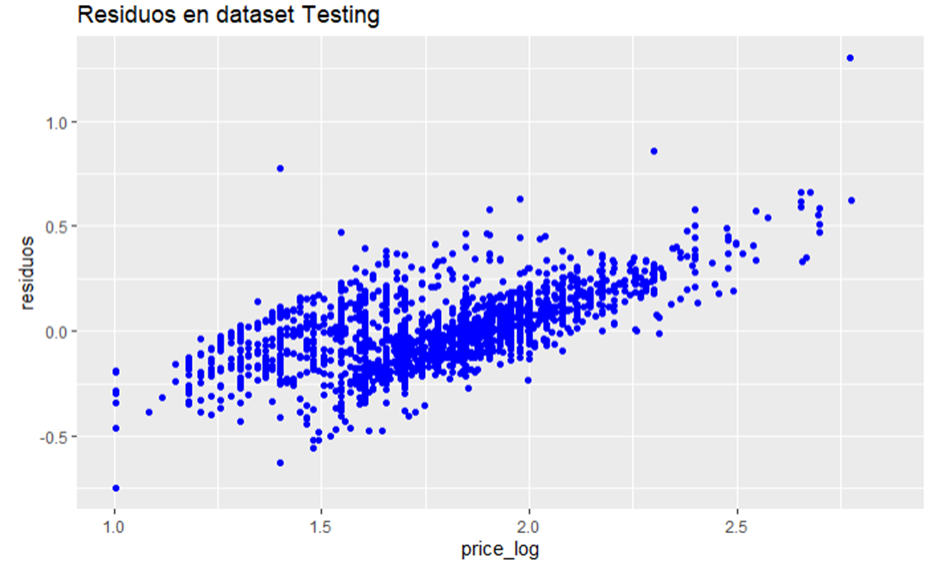 Residuos en dataset Testing
1.0
0.5
0.0
-0.5
residuos
1.0 1.5 2.0 2.5
price_log